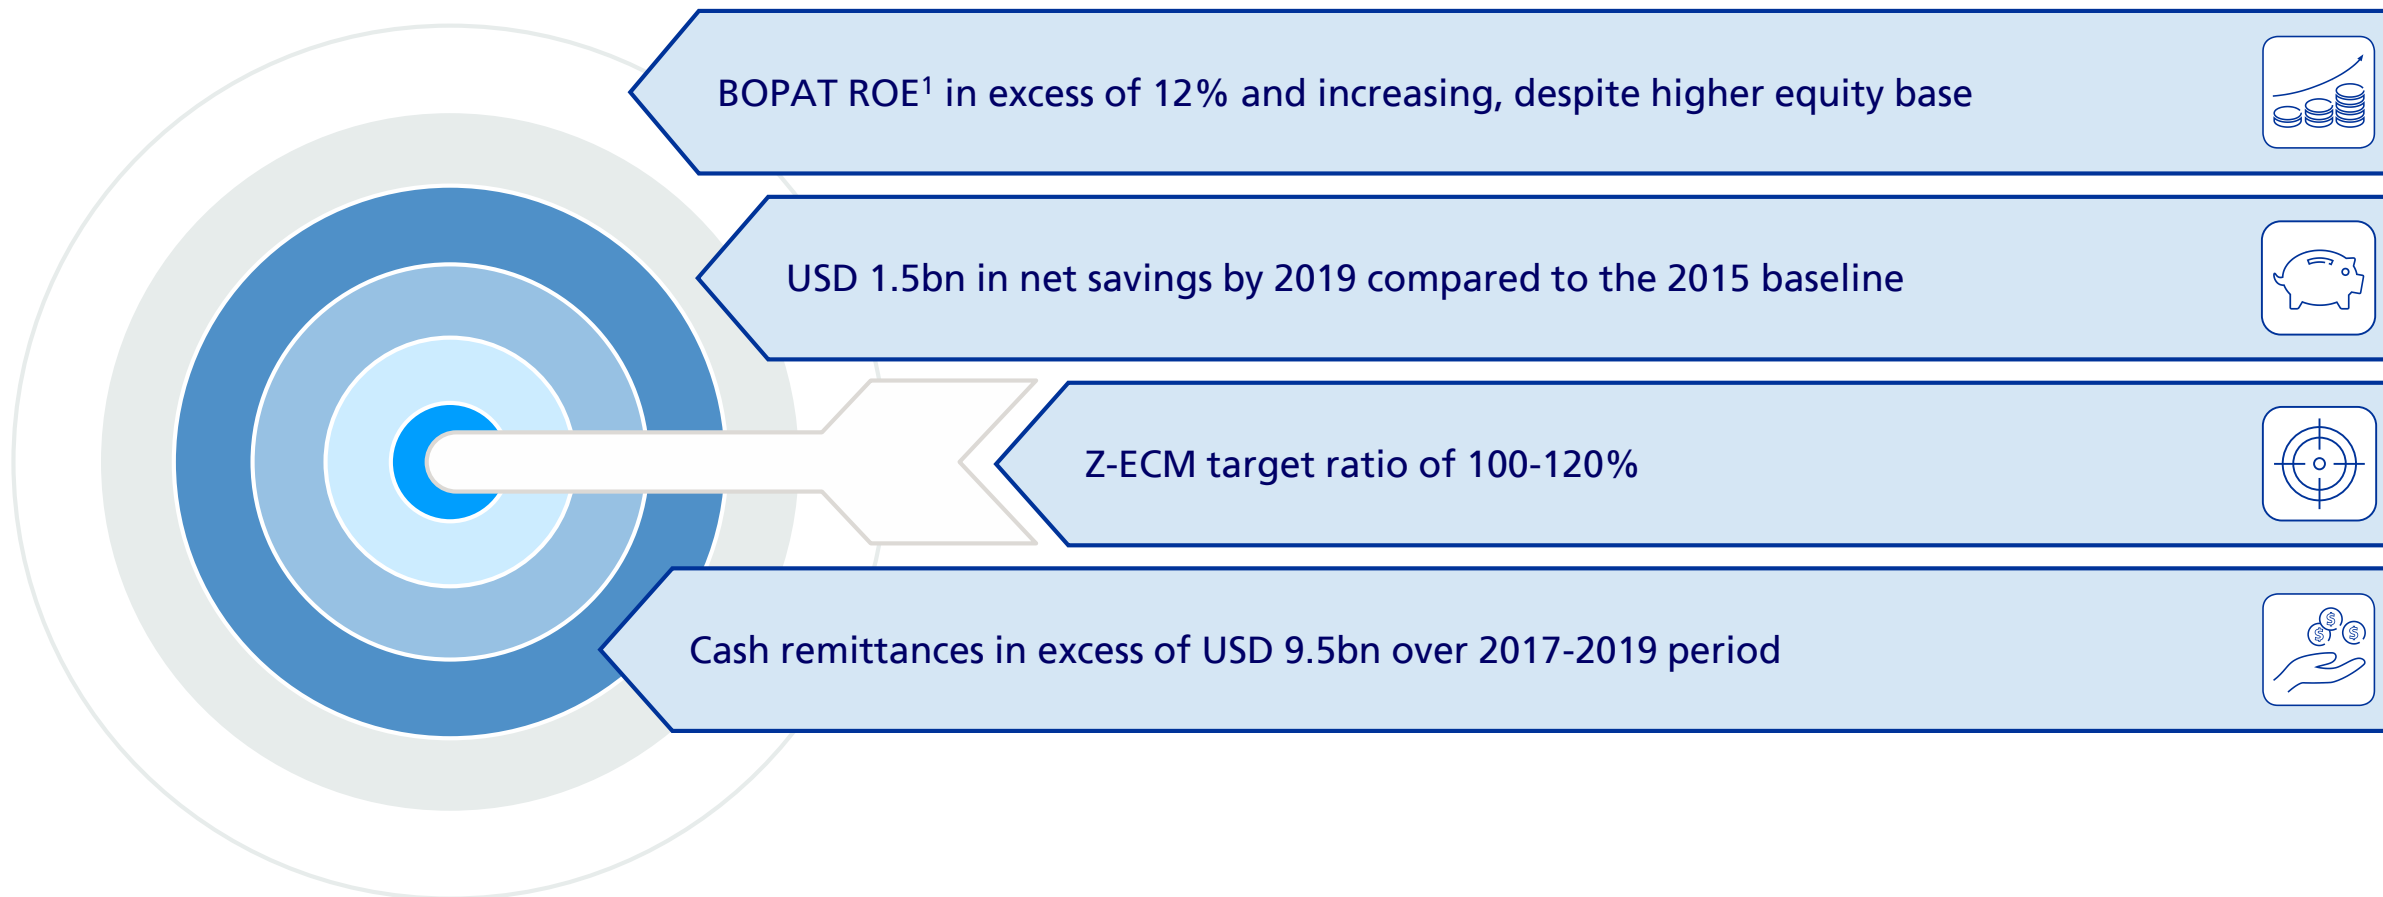 BOPAT ROE¹ in excess of 12% and increasing, despite higher equity base
USD 1.5bn in net savings by 2019 compared to the 2015 baseline
Z-ECM target ratio of 100-120%
$ $ $
Cash remittances in excess of USD 9.5bn over 2017-2019 period